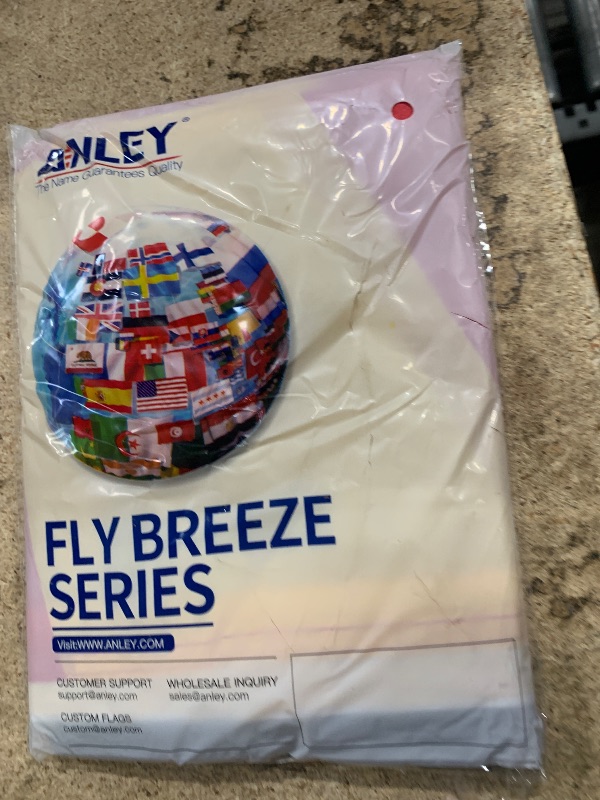 ANLEY®
The Name Guarantees Quality
FLY BREEZE
SERIES
Visit:WWW.ANLEY.COM
CUSTOMER SUPPORT
support@anley.com
WHOLESALE INQUIRY
sales@anley.com
CUSTOM FLAGS
custom@anley.com